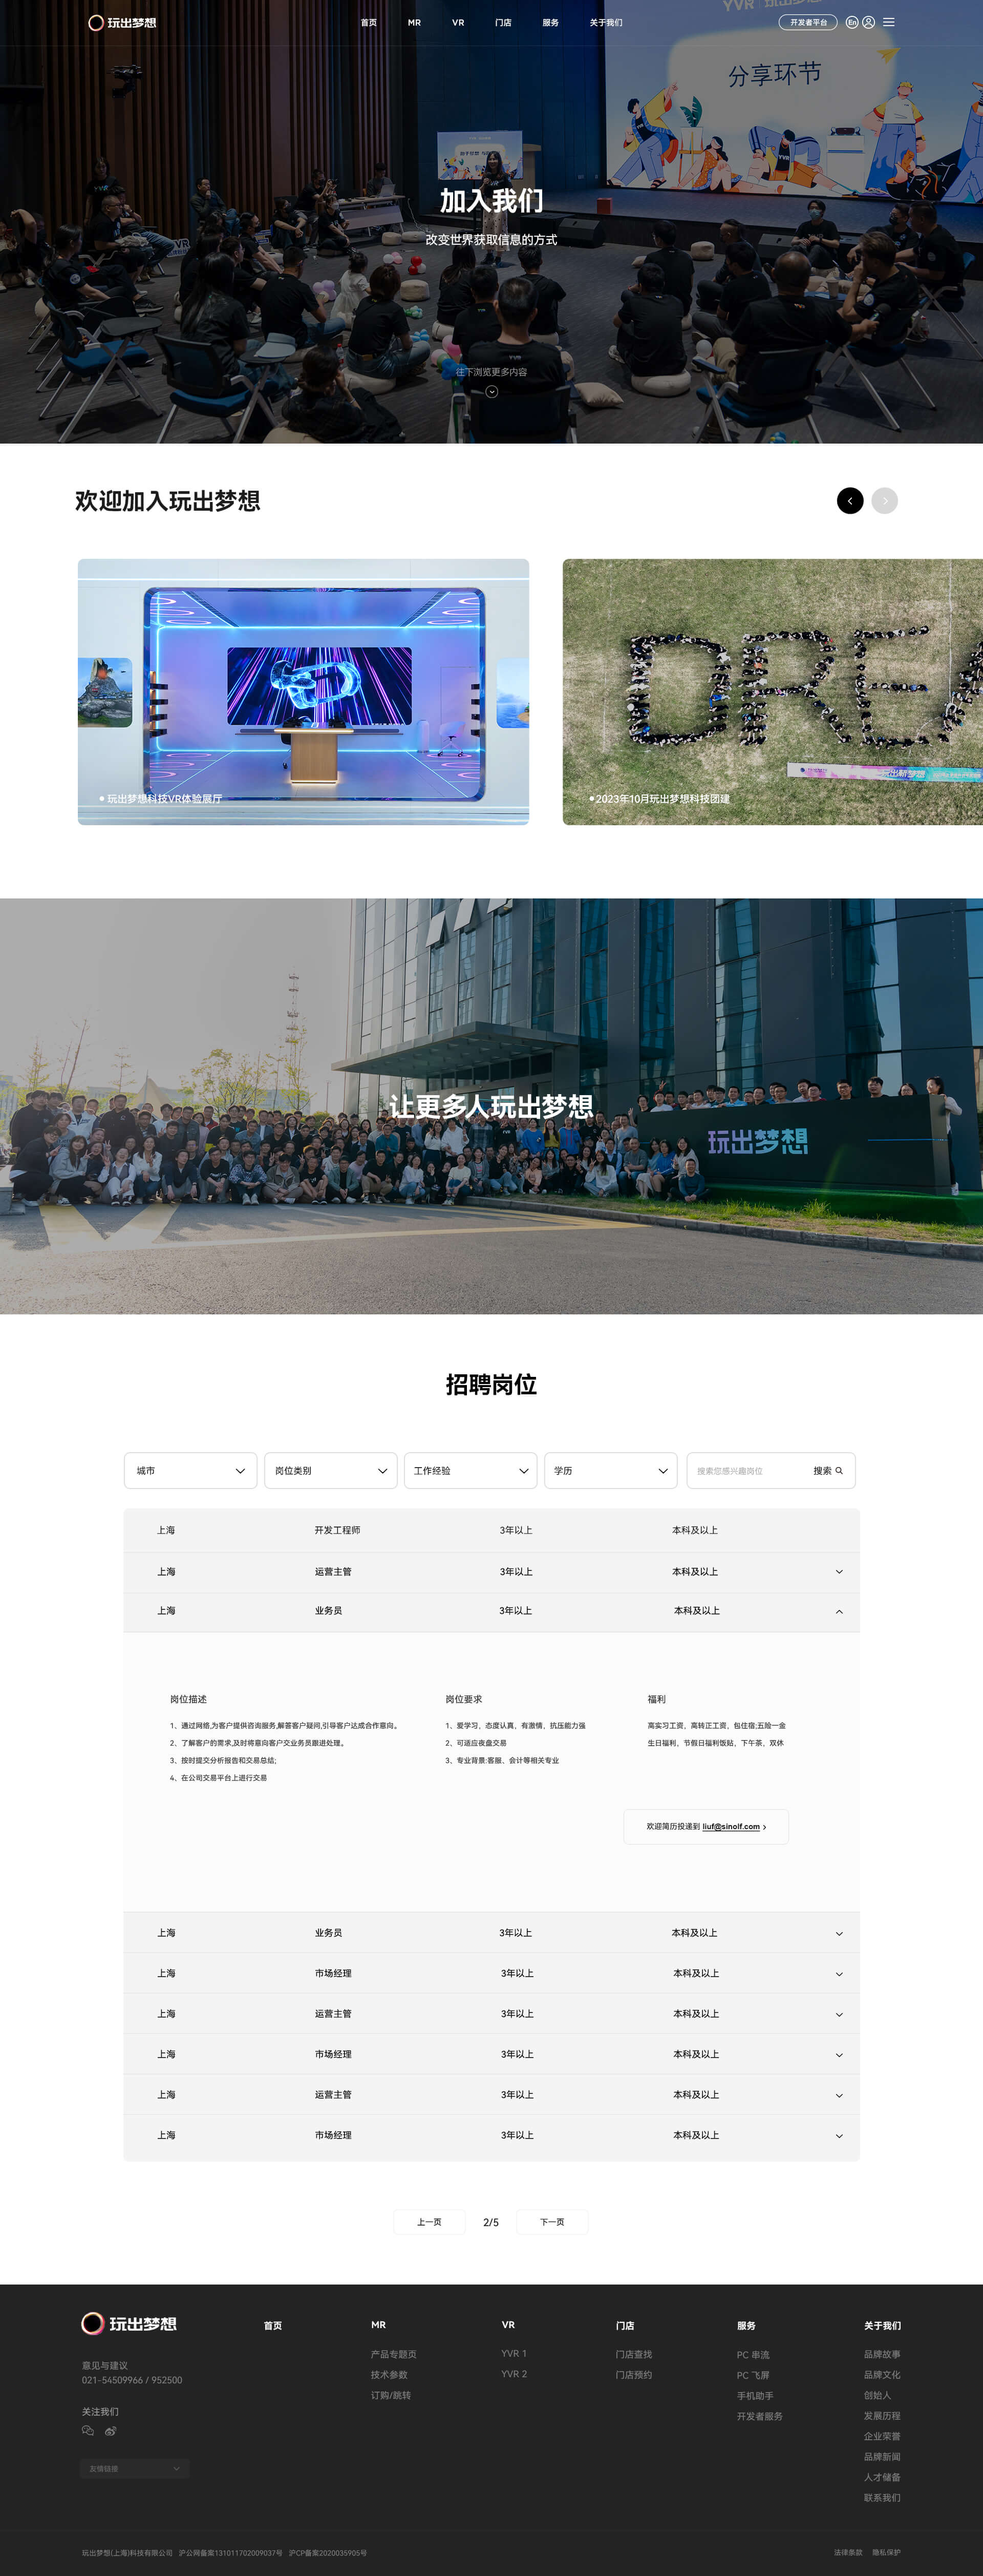 玩出梦想
首页
MR
VR
门店
服务
关于我们
开发者平台
En
YVR 梦想
分享环节
加入我们
改变世界获取信息的方式
往下浏览更多内容
欢迎加入玩出梦想
玩出梦想科技VR体验展厅
2023年10月玩出梦想科技团建
让更多人玩出梦想
玩出梦想
招聘岗位
城市
岗位类别
工作经验
学历
搜索您感兴趣岗位
搜索
上海 开发工程师 3年以上 本科及以上
上海 运营主管 3年以上 本科及以上
上海 业务员 3年以上 本科及以上
岗位描述
1、通过网络,为客户提供咨询服务,解答客户疑问,引导客户达成合作意向。
2、了解客户的需求,及时将意向客户交业务员跟进处理。
3、按时提交分析报告和交易总结;
4、在公司交易平台上进行交易
岗位要求
1、爱学习，态度认真，有激情，抗压能力强
2、可适应夜盘交易
3、专业背景:客服、会计等相关专业
福利
高实习工资，高转正工资，包住宿;五险一金
生日福利，节假日福利饭贴，下午茶，双休
欢迎简历投递到 liuf@sinolf.com
上海 业务员 3年以上 本科及以上
上海 市场经理 3年以上 本科及以上
上海 运营主管 3年以上 本科及以上
上海 市场经理 3年以上 本科及以上
上海 运营主管 3年以上 本科及以上
上海 市场经理 3年以上 本科及以上
上一页
2/5
下一页
玩出梦想
意见与建议
021-54509966 / 952500
关注我们
友情链接
首页
MR
产品专题页
技术参数
订购/跳转
VR
YVR 1
YVR 2
门店
门店查找
门店预约
服务
PC 串流
PC 飞屏
手机助手
开发者服务
关于我们
品牌故事
品牌文化
创始人
发展历程
企业荣誉
品牌新闻
人才储备
联系我们
玩出梦想(上海)科技有限公司 沪公网备案131011702009037号 沪CP备案2020035905号
法律条款
隐私保护